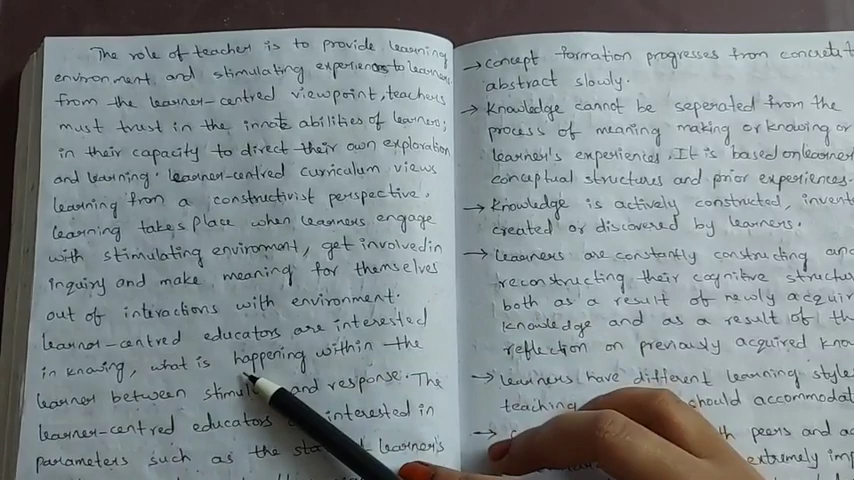 The role of teacher is to provide learning
environment and stimulating experiences to learners.
from the learner-centred viewpoint, teachers
must trust in the innate abilities of learners;
in their capacity to direct their own exploration
and learning. learner-centred curriculum views
learning from a constructivist perspective.
learning takes place when learners engage
with stimulating environment, get involved in
inquiry and make meaning for themselves
out of interactions with environment.
learner-centred educators are interested
in knowing, what is happening within the
learner between and response. The
learner-centred educators interested in
parameters such as the learner's
→ concept formation progresses from concrete
abstract slowly.
→ Knowledge cannot be seperated from the
process of meaning making or knowing or
learner's experiences. It is based on learner
conceptual structures and prior experiences.
→ Knowledge is actively constructed, invent
created or discovered by learners.
→ learners are constantly constructing and
reconstructing their cognitive structu
both as a result of newly acquir
knowledge and as a result of th
reflection on previously acquired kno
→ learners have different learning style
teaching should accommodat
→ peers and
extremely imp